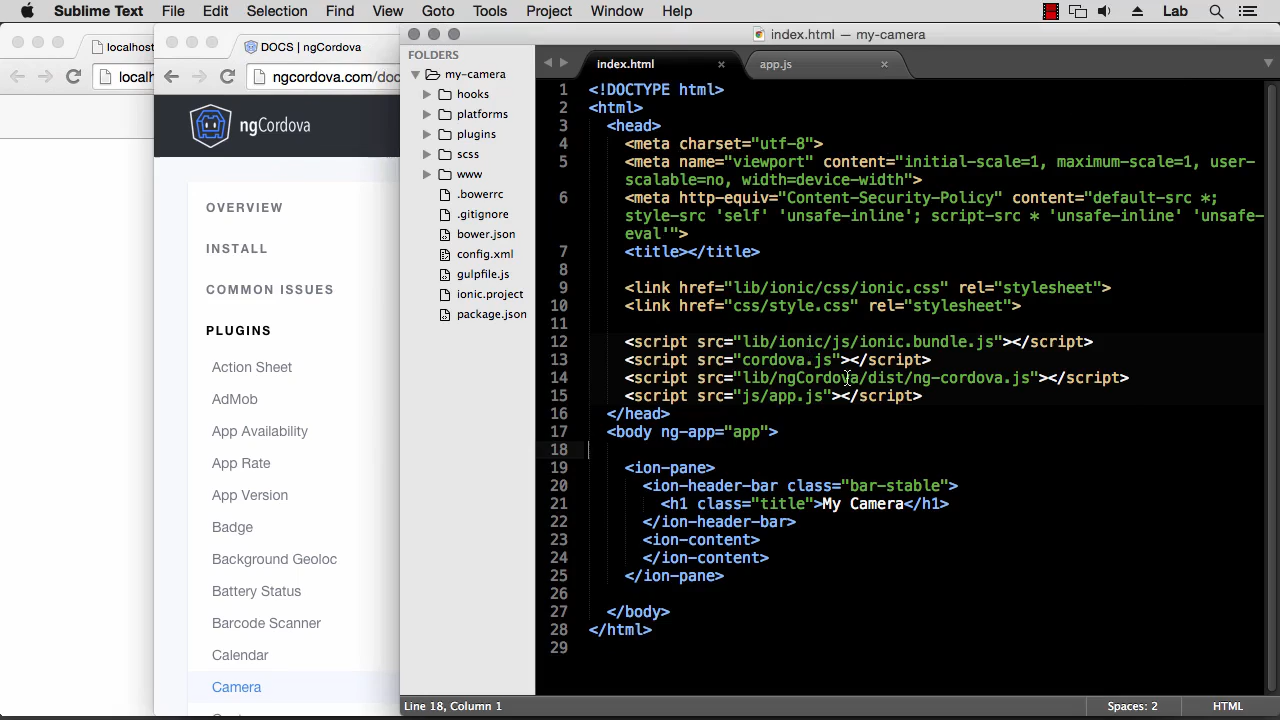 Sublime Text File Edit Selection Find View Goto Tools Project Window Help Lab
localhost
DOCS | ngCordova
index.html — my-camera
localh
ngcordova.com/doc
ngCordova
OVERVIEW
INSTALL
COMMON ISSUES
PLUGINS
Action Sheet
AdMob
App Availability
App Rate
App Version
Badge
Background Geoloc
Battery Status
Barcode Scanner
Calendar
Camera
FOLDERS
my-camera
hooks
platforms
plugins
scss
www
.bowerrc
.gitignore
bower.json
config.xml
gulpfile.js
ionic.project
package.json
index.html
app.js
1 <!DOCTYPE html>
2 <html>
3 <head>
4 <meta charset="utf-8">
5 <meta name="viewport" content="initial-scale=1, maximum-scale=1, user-
scalable=no, width=device-width">
6 <meta http-equiv="Content-Security-Policy" content="default-src *;
style-src 'self' 'unsafe-inline'; script-src * 'unsafe-inline' 'unsafe-
eval'">
7 <title></title>
8
9 <link href="lib/ionic/css/ionic.css" rel="stylesheet">
10 <link href="css/style.css" rel="stylesheet">
11
12 <script src="lib/ionic/js/ionic.bundle.js"></script>
13 <script src="cordova.js"></script>
14 <script src="lib/ngCordova/dist/ng-cordova.js"></script>
15 <script src="js/app.js"></script>
16 </head>
17 <body ng-app="app">
18
19 <ion-pane>
20 <ion-header-bar class="bar-stable">
21 <h1 class="title">My Camera</h1>
22 </ion-header-bar>
23 <ion-content>
24 </ion-content>
25 </ion-pane>
26
27 </body>
28 </html>
29
Line 18, Column 1
Spaces: 2
HTML